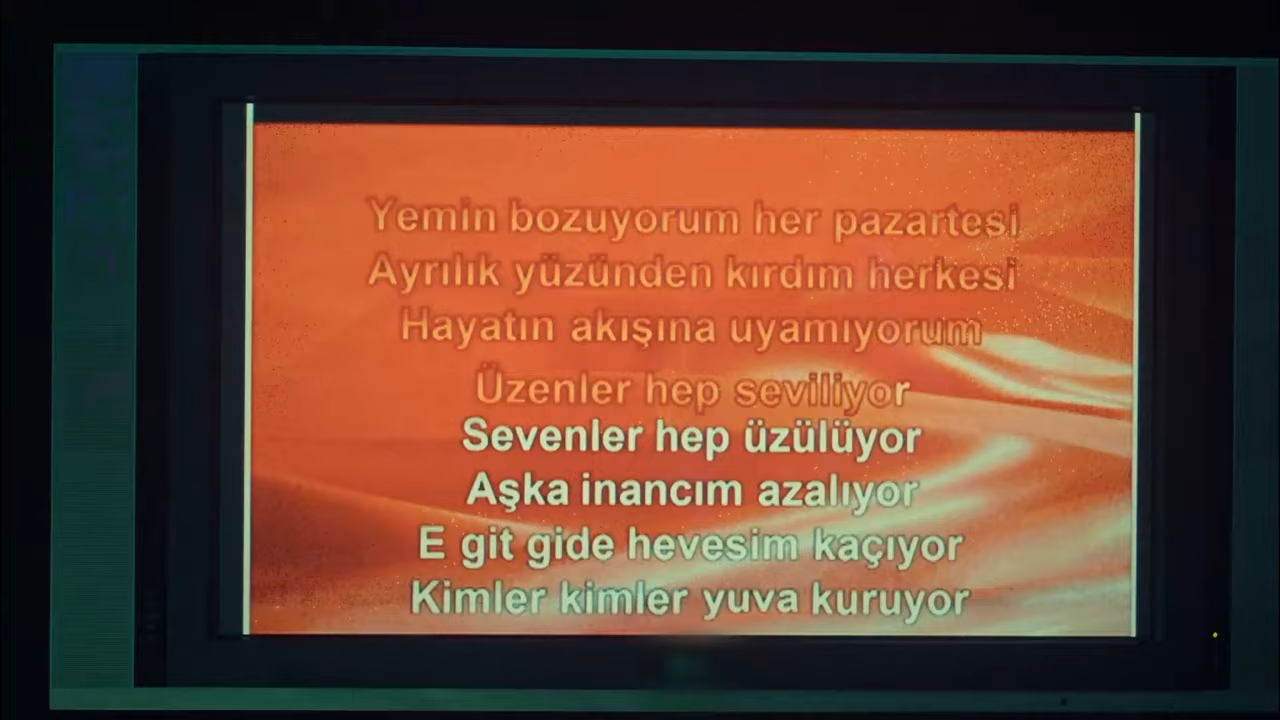 Yemin bozuyorum her pazartesi
Ayrılık yüzünden kırdım herkesi
Hayatın akışına uyamıyorum
Üzenler hep seviliyor
Sevenler hep üzülüyor
Aşka inancım azalıyor
E git gide hevesim kaçıyor
Kimler kimler yuva kuruyor